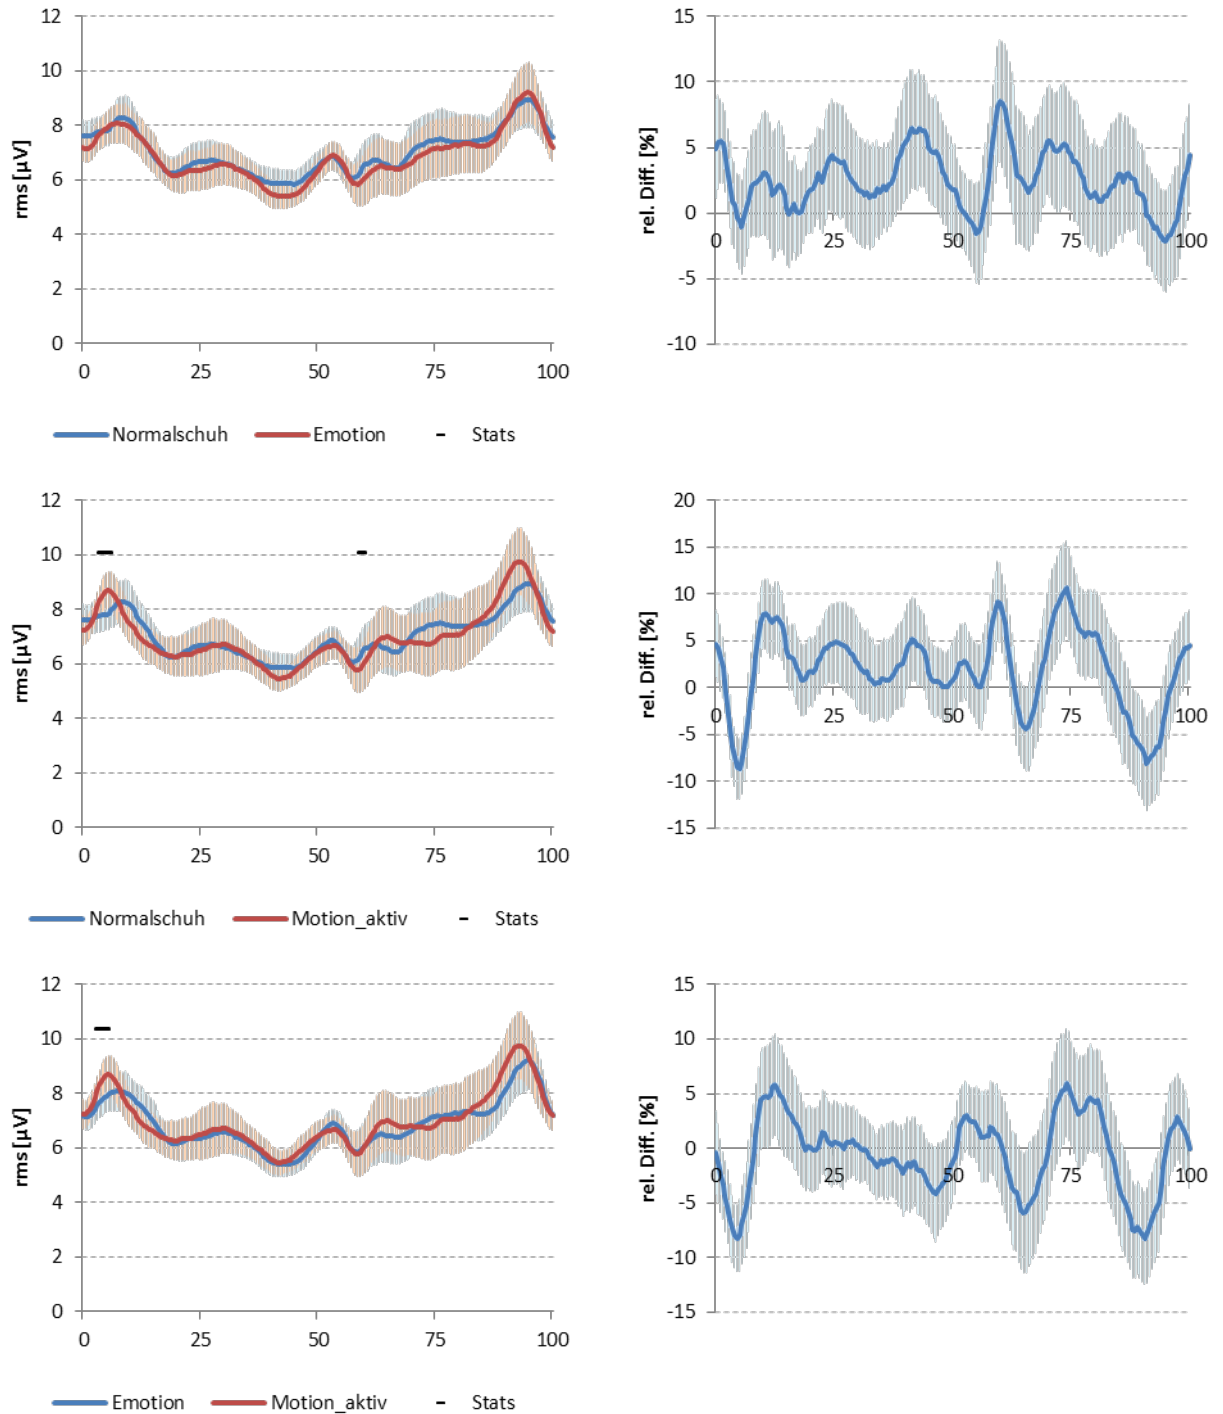 12
10
8
6
4
2
0
rms [µV]
0 25 50 75 100
Normalschuh Emotion Stats
15
10
5
0
-5
-10
rel. Diff. [%]
0 25 50 75 100
12
10
8
6
4
2
0
rms [µV]
0 25 50 75 100
Normalschuh Motion_aktiv Stats
20
15
10
5
0
-5
-10
-15
rel. Diff. [%]
0 25 50 75 100
12
10
8
6
4
2
0
rms [µV]
0 25 50 75 100
Emotion Motion_aktiv Stats
15
10
5
0
-5
-10
-15
rel. Diff. [%]
0 25 50 75 100